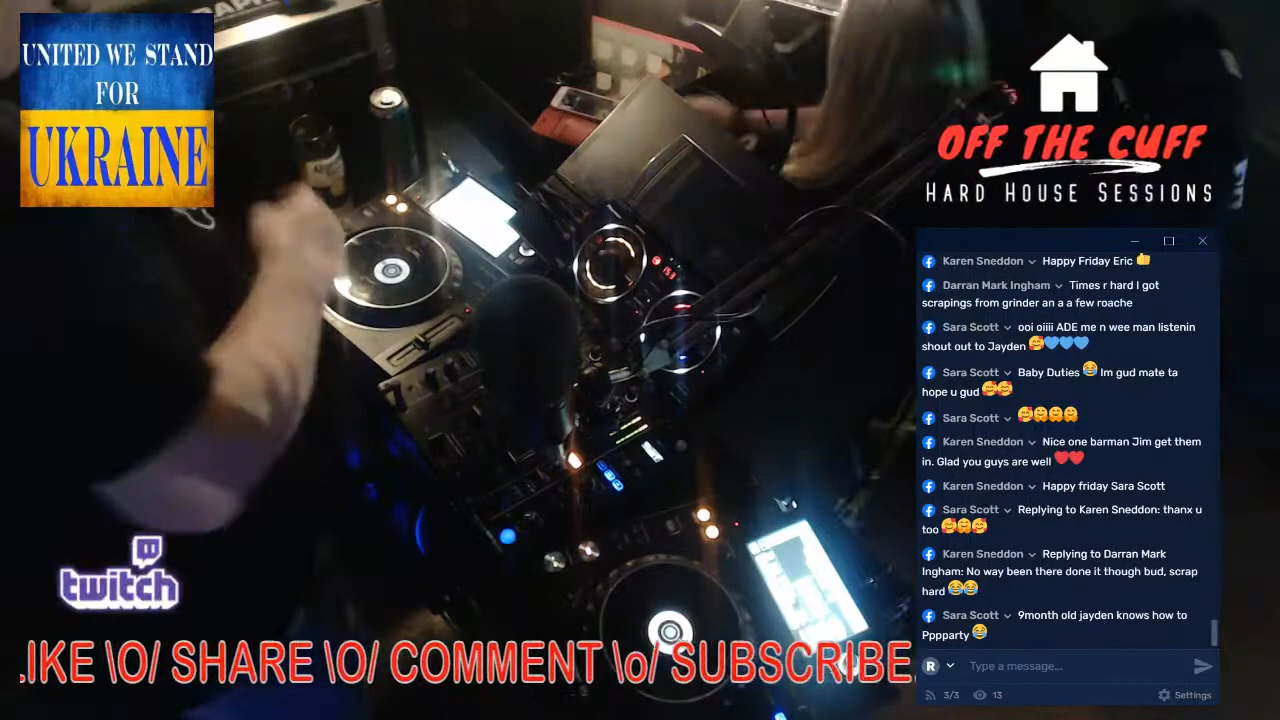 UNITED WE STAND
FOR
UKRAINE
OFF THE CUFF
HARD HOUSE SESSIONS
Karen Sneddon Happy Friday Eric 👍
Darran Mark Ingham Times r hard I got
scrapings from grinder an a a few roache
Sara Scott ooi oiiii ADE me n wee man listenin
shout out to Jayden 🥰💙💙💙
Sara Scott Baby Duties 😂 Im gud mate ta
hope u gud 🥰🥰
Sara Scott 🥰🤗🤗🤗
Karen Sneddon Nice one barman Jim get them
in. Glad you guys are well ❤️❤️
Karen Sneddon Happy friday Sara Scott
Sara Scott Replying to Karen Sneddon: thanx u
too 🥰🤗🥰
Karen Sneddon Replying to Darran Mark
Ingham: No way been there done it though bud, scrap
hard 😂😂
Sara Scott 9month old jayden knows how to
Pppparty 😂
R Type a message...
3/3 13 Settings
twitch
IKE \O/ SHARE \O/ COMMENT \o/ SUBSCRIBE